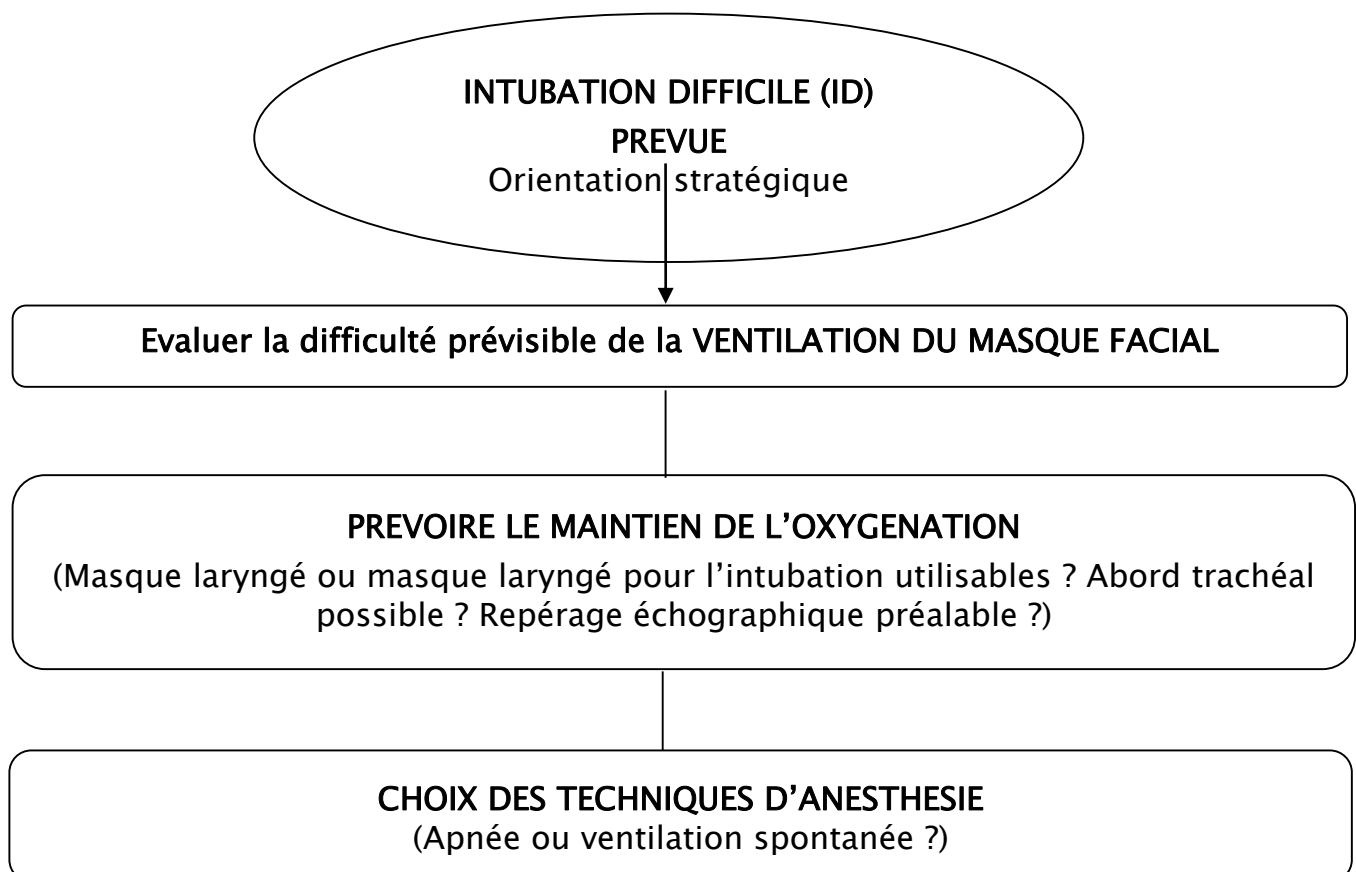 INTUBATION DIFFICILE (ID)
PREVUE
Orientation stratégique
Evaluer la difficulté prévisible de la VENTILATION DU MASQUE FACIAL
PREVOIRE LE MAINTIEN DE L’OXYGENATION
(Masque laryngé ou masque laryngé pour l’intubation utilisables ? Abord trachéal
possible ? Repérage échographique préalable ?)
CHOIX DES TECHNIQUES D’ANESTHESIE
(Apnée ou ventilation spontanée ?)